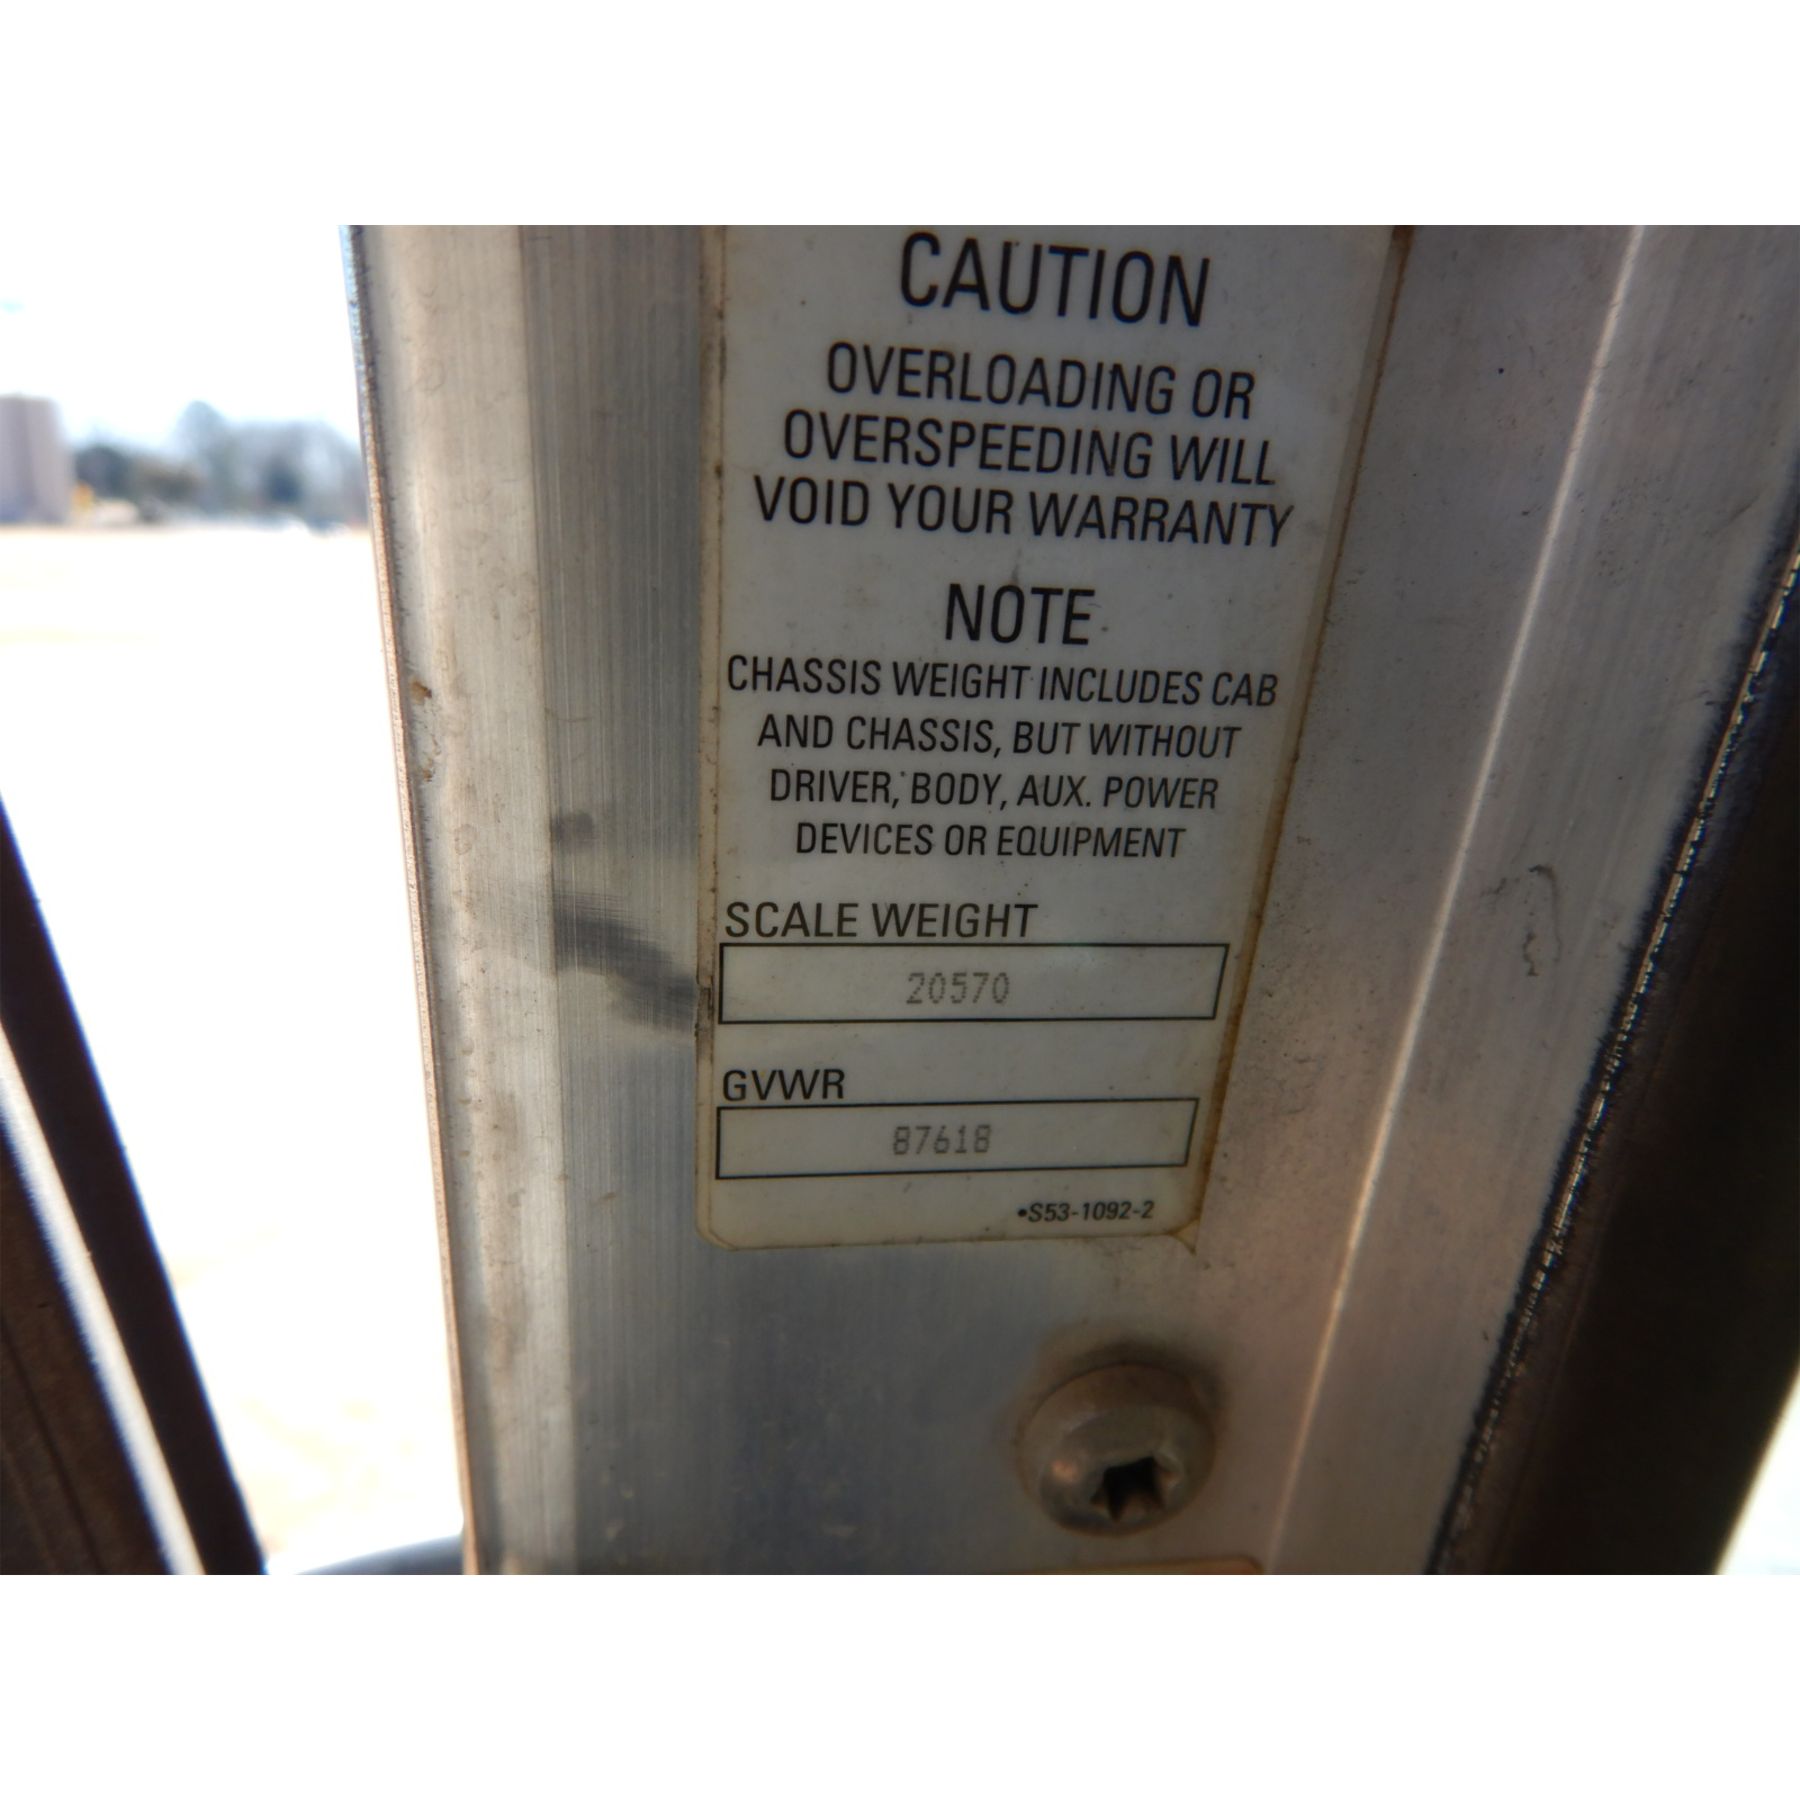 CAUTION
OVERLOADING OR
OVERSPEEDING WILL
VOID YOUR WARRANTY
NOTE
CHASSIS WEIGHT INCLUDES CAB
AND CHASSIS, BUT WITHOUT
DRIVER, BODY, AUX. POWER
DEVICES OR EQUIPMENT
SCALE WEIGHT
20570
GVWR
87618
•S53-1092-2